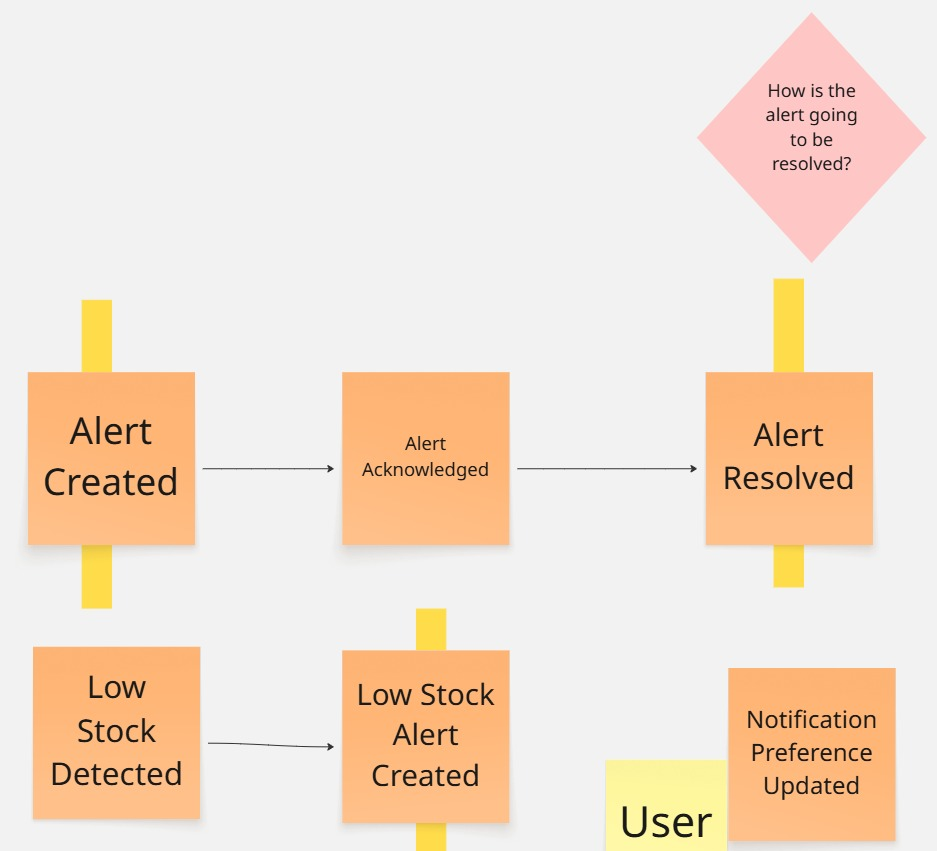 How is the
alert going
to be
resolved?
Alert
Created
Alert
Acknowledged
Alert
Resolved
Low
Stock
Detected
Low Stock
Alert
Created
User
Notification
Preference
Updated